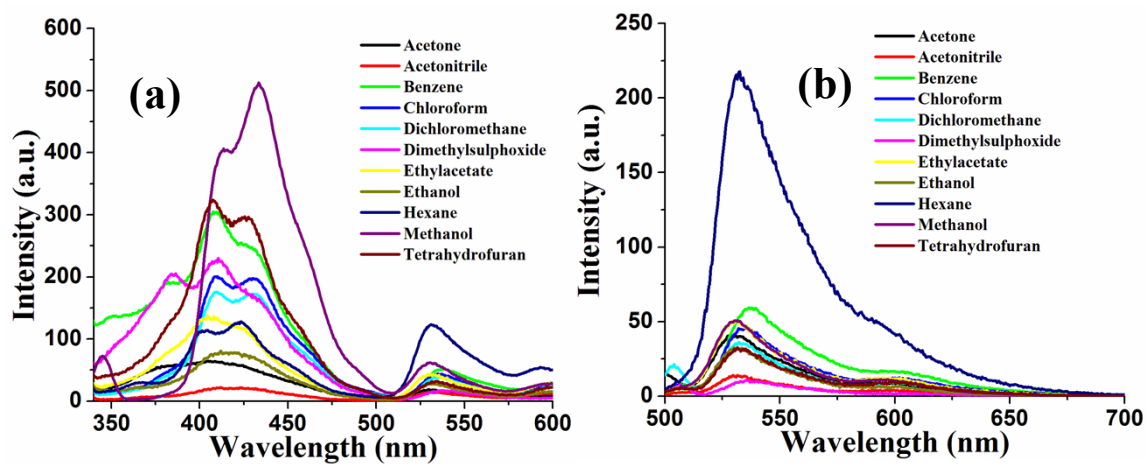 (a)
Intensity (a.u.)
600
500
400
300
200
100
0
Acetone
Acetonitrile
Benzene
Chloroform
Dichloromethane
Dimethylsulphoxide
Ethylacetate
Ethanol
Hexane
Methanol
Tetrahydrofuran
350
400
450
500
550
600
Wavelength (nm)
(b)
Intensity (a.u.)
250
200
150
100
50
0
Acetone
Acetonitrile
Benzene
Chloroform
Dichloromethane
Dimethylsulphoxide
Ethylacetate
Ethanol
Hexane
Methanol
Tetrahydrofuran
500
550
600
650
700
Wavelength (nm)